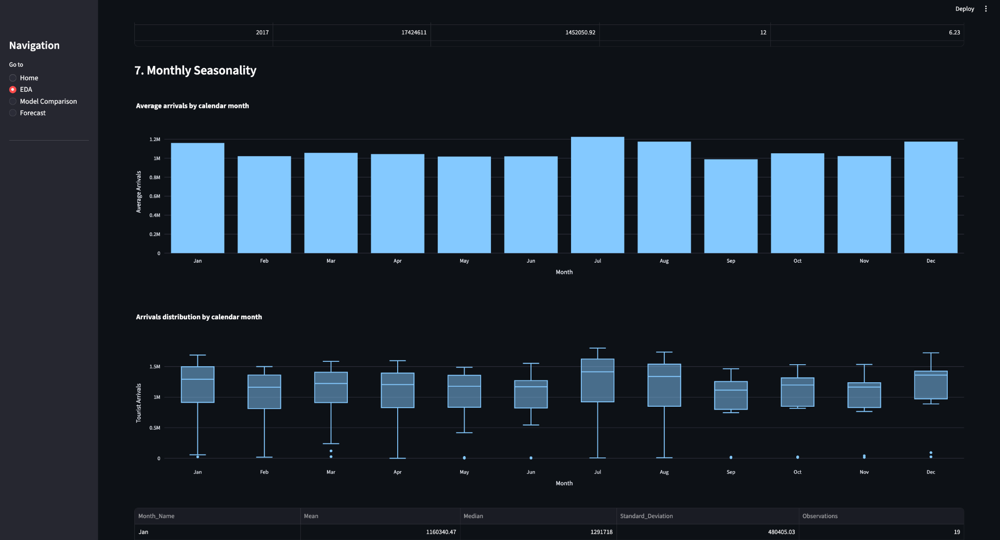 Deploy
Navigation
Go to
Home
EDA
Model Comparison
Forecast
2017 17424611 1452050.92 12 6.23
7. Monthly Seasonality
Average arrivals by calendar month
1.2M
1M
0.8M
0.6M
0.4M
0.2M
0
Average Arrivals
Jan Feb Mar Apr May Jun Jul Aug Sep Oct Nov Dec
Month
Arrivals distribution by calendar month
1.5M
1M
0.5M
0
Tourist Arrivals
Jan Feb Mar Apr May Jun Jul Aug Sep Oct Nov Dec
Month
Month_Name Mean Median Standard_Deviation Observations
Jan 1160340.47 1291718 480405.03 19